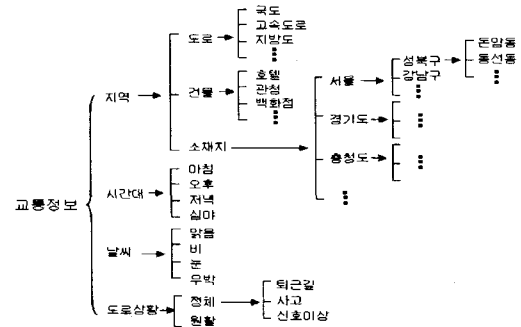 교통정보
지역
도로
국도
고속도로
지방도
건물
호텔
관청
백화점
소재지
서울
성북구
돈암동
동선동
강남구
경기도
충청도
시간대
아침
오후
저녁
심야
날씨
맑음
비
눈
우박
도로상황
정체
퇴근길
사고
신호이상
원활